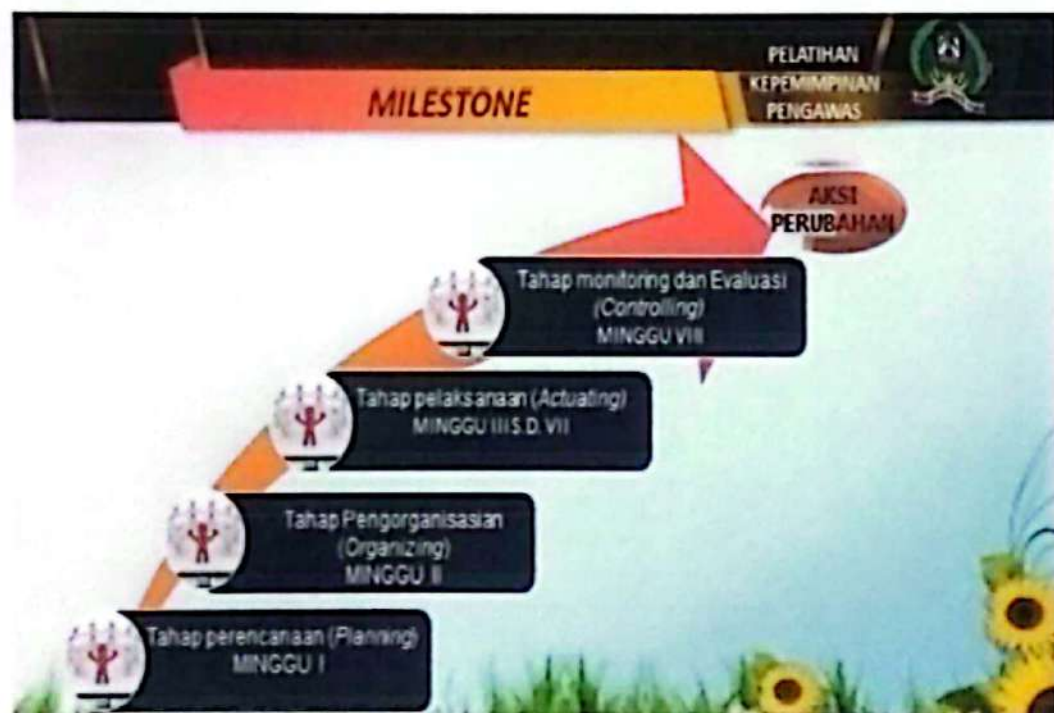 MILESTONE
PELATIHAN
KEPEMIMPINAN
PENGAWAS
AKSI
PERUBAHAN
Tahap monitoring dan Evaluasi
(Controlling)
MINGGU VIII
Tahap pelaksanaan (Actuating)
MINGGU III S.D. VII
Tahap Pengorganisasian
(Organizing)
MINGGU II
Tahap perencanaan (Planning)
MINGGU I